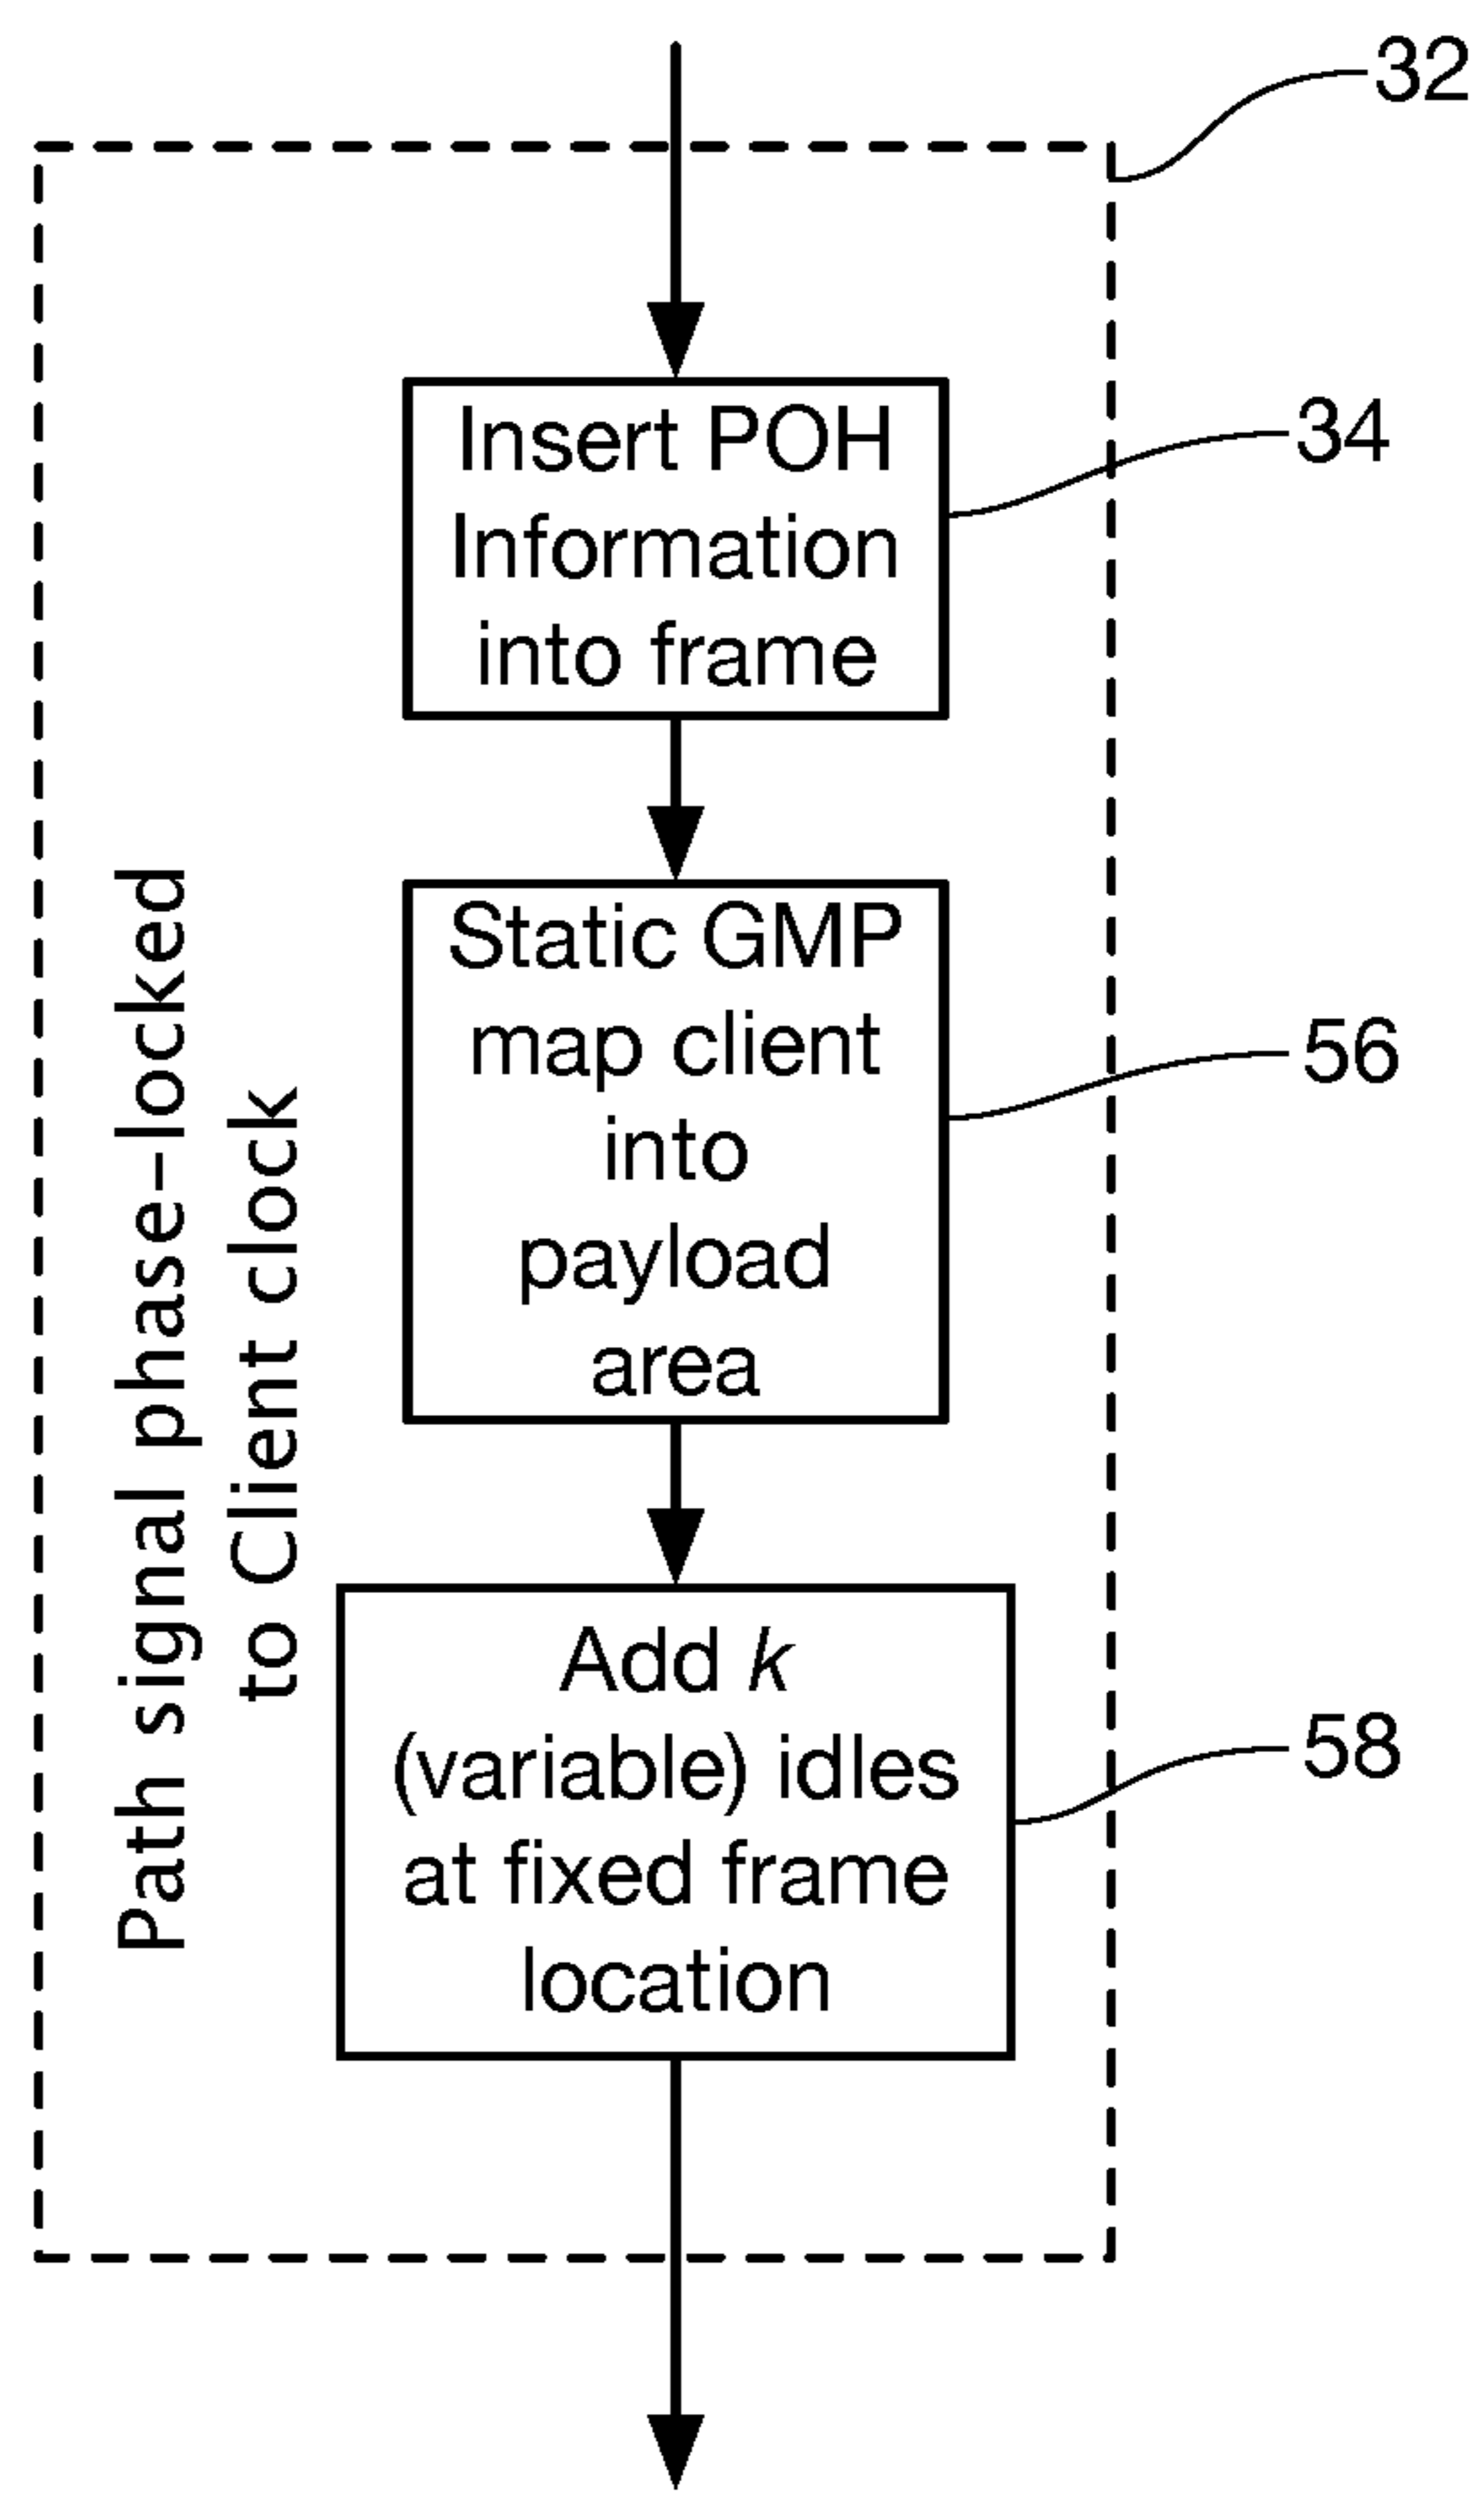 32
Insert POH
Information
into frame
34
Static GMP
map client
into
payload
area
56
Path signal phase-locked
to Client clock
Add k
(variable) idles
at fixed frame
location
58